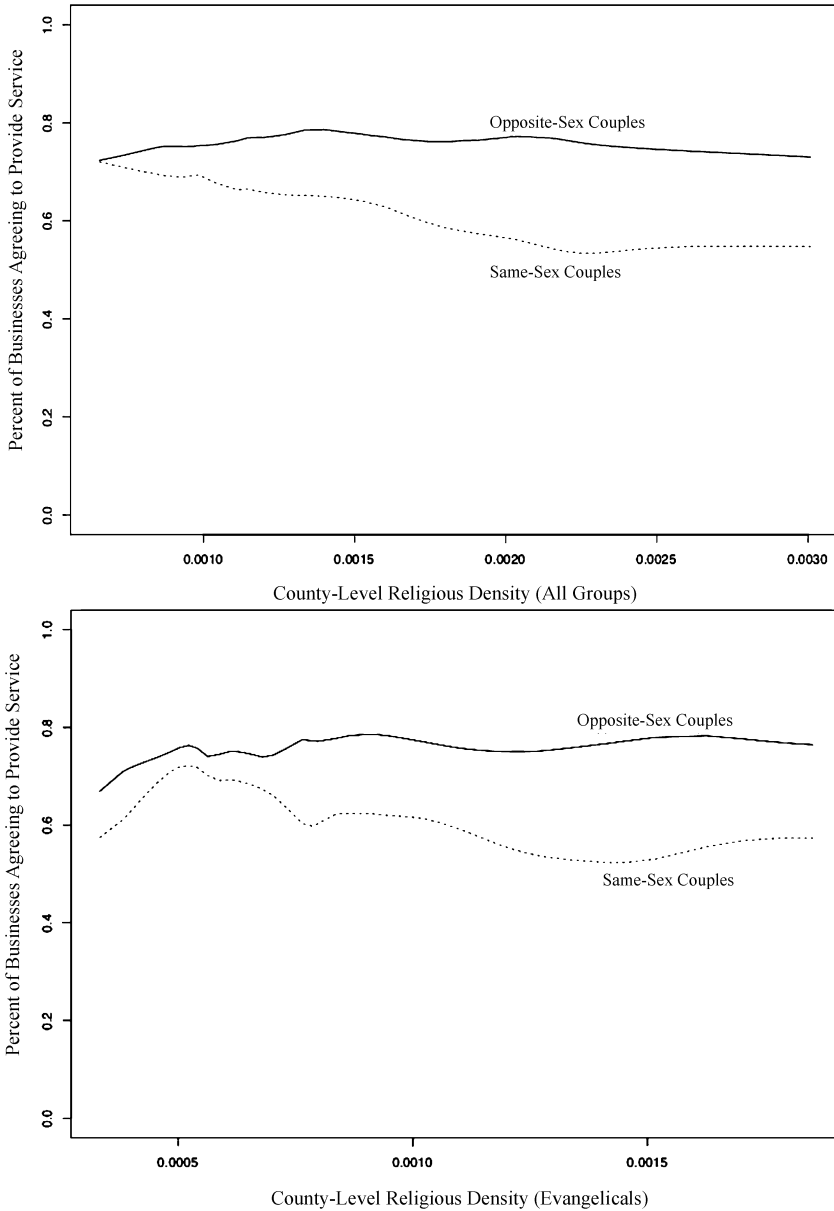 Percent of Businesses Agreeing to Provide Service
1.0
0.8
0.6
0.4
0.2
0.0
Opposite-Sex Couples
Same-Sex Couples
0.0010 0.0015 0.0020 0.0025 0.0030
County-Level Religious Density (All Groups)
Percent of Businesses Agreeing to Provide Service
1.0
0.8
0.6
0.4
0.2
0.0
Opposite-Sex Couples
Same-Sex Couples
0.0005 0.0010 0.0015
County-Level Religious Density (Evangelicals)